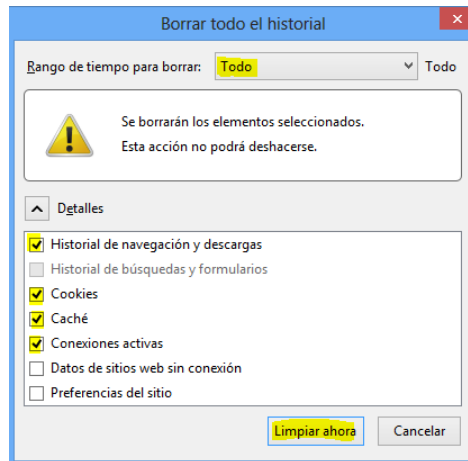 Borrar todo el historial
Rango de tiempo para borrar: Todo Todo
Se borrarán los elementos seleccionados.
Esta acción no podrá deshacerse.
Detalles
Historial de navegación y descargas
Historial de búsquedas y formularios
Cookies
Caché
Conexiones activas
Datos de sitios web sin conexión
Preferencias del sitio
Limpiar ahora Cancelar